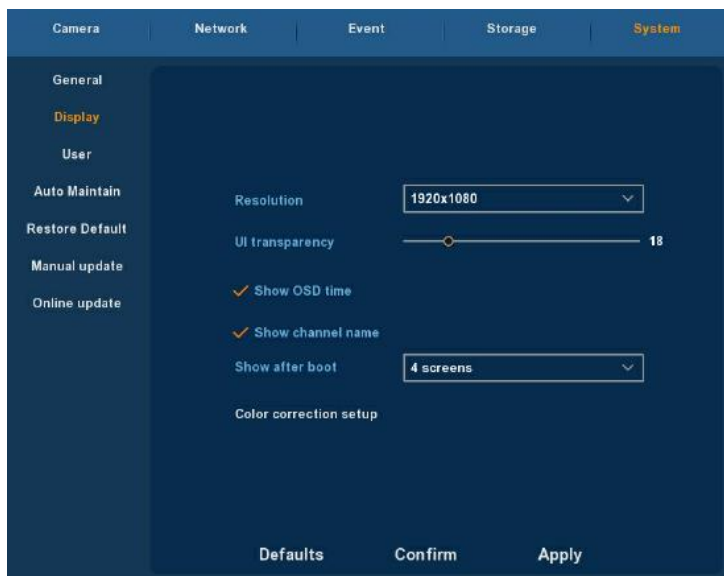 Camera Network Event Storage System
General
Display
User
Auto Maintain
Restore Default
Manual update
Online update
Resolution 1920x1080
UI transparency 18
Show OSD time
Show channel name
Show after boot 4 screens
Color correction setup
Defaults Confirm Apply